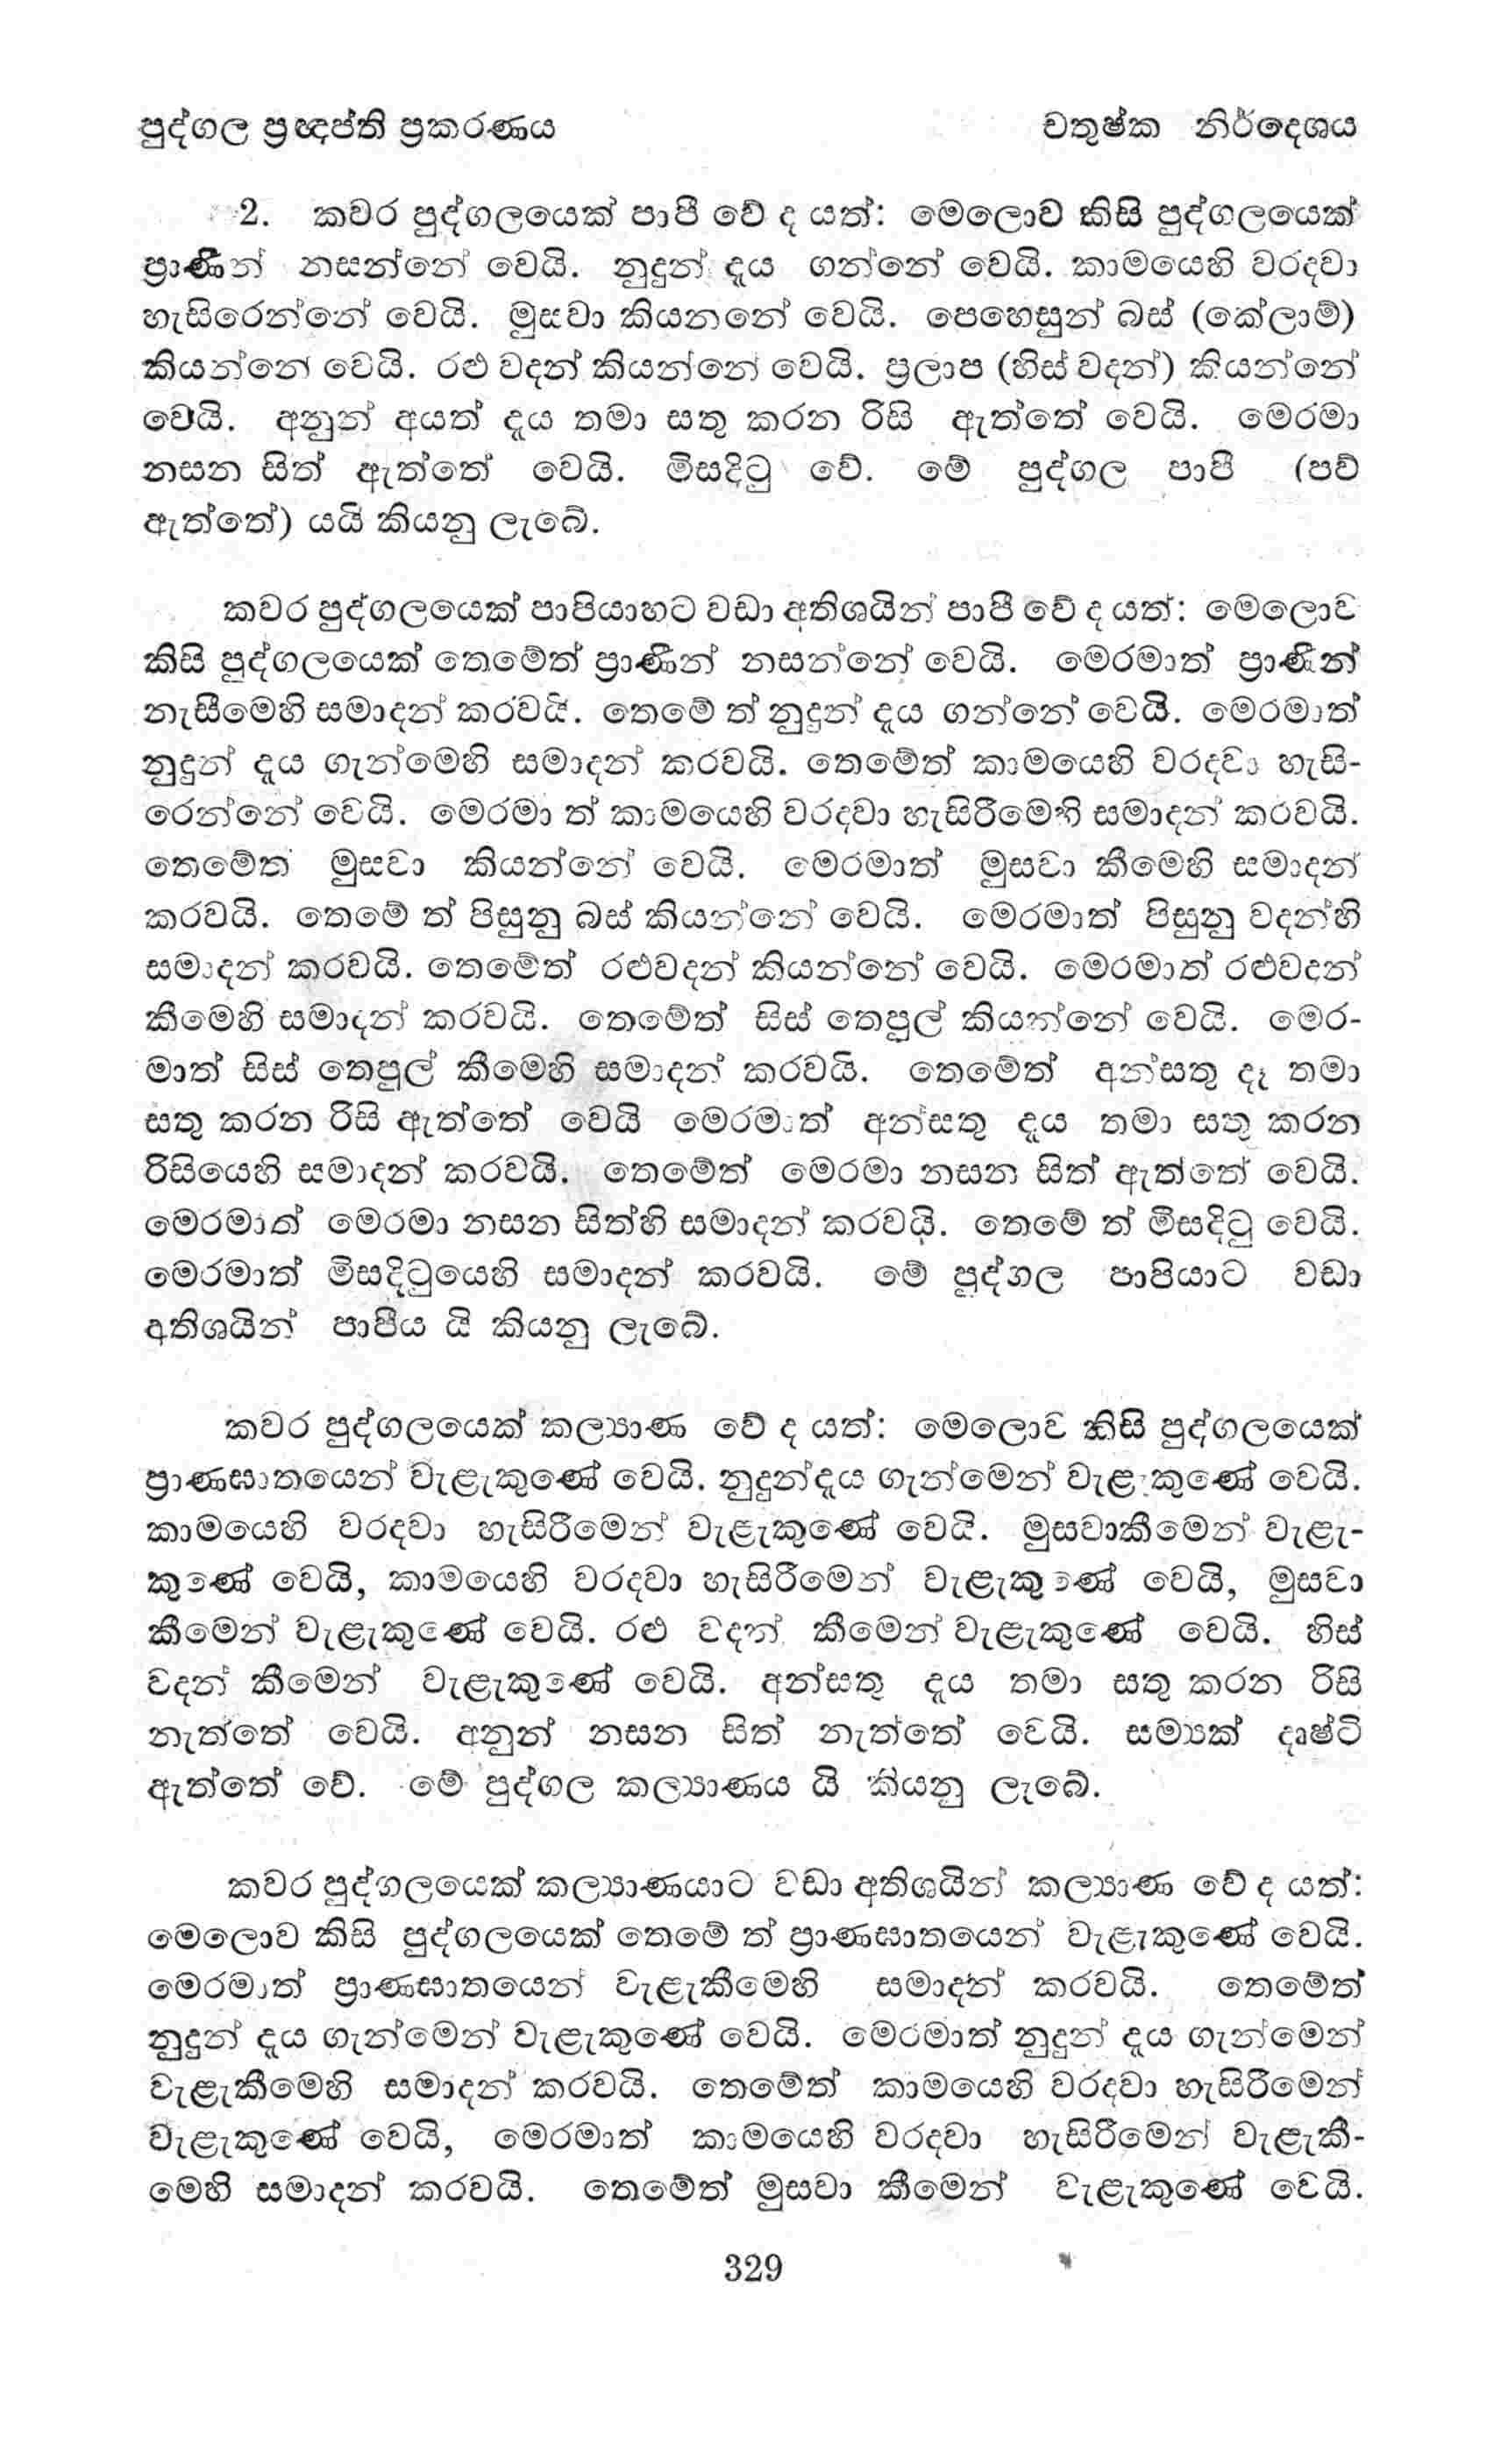 පුද්ගල ප්‍රඥප්ති ප්‍රකරණය චතුෂ්ක නිර්දෙශය
2. කවර පුද්ගලයෙක් පාපී වේ ද යත්: මෙලොව කිසි පුද්ගලයෙක්
ප්‍රාණීන් නසන්නේ වෙයි. නුදුන් දෑය ගන්නේ වෙයි. කාමයෙහි වරදවා
හැසිරෙන්නේ වෙයි. මුසවා කියනනේ වෙයි. පෙහෙසුන් බස් (කේලාම්)
කියන්නේ වෙයි. රළු වදන් කියන්නේ වෙයි. ප්‍රලාප (හිස් වදන්) කියන්නේ
වෙයි. අනුන් අයත් දෑය තමා සතු කරන රිසි ඇත්තේ වෙයි. මෙරමා
නසන සිත් ඇත්තේ වෙයි. මිසදිටු වේ. මේ පුද්ගල පාපී (පව්
ඇත්තේ) යයි කියනු ලැබේ.
කවර පුද්ගලයෙක් පාපියාහට වඩා අතිශයින් පාපී වේ ද යත්: මෙලොව
කිසි පුද්ගලයෙක් තෙමේත් ප්‍රාණීන් නසන්නේ වෙයි. මෙරමාත් ප්‍රාණීන්
නැසීමෙහි සමාදන් කරවයි. තෙමේ ත් නුදුන් දෑය ගන්නේ වෙයි. මෙරමාත්
නුදුන් දෑය ගැන්මෙහි සමාදන් කරවයි. තෙමේත් කාමයෙහි වරදවා හැසි-
රෙන්නේ වෙයි. මෙරමා ත් කාමයෙහි වරදවා හැසිරීමෙහි සමාදන් කරවයි.
තෙමේත මුසවා කියන්නේ වෙයි. මෙරමාත් මුසවා කීමෙහි සමාදන්
කරවයි. තෙමේ ත් පිසුනු බස් කියන්නේ වෙයි. මෙරමාත් පිසුනු වදන්හි
සමාදන් කරවයි. තෙමේත් රළුවදන් කියන්නේ වෙයි. මෙරමාත් රළුවදන්
කීමෙහි සමාදන් කරවයි. තෙමේත් සිස් තෙපුල් කියන්නේ වෙයි. මෙර-
මාත් සිස් තෙපුල් කීමෙහි සමාදන් කරවයි. තෙමේත් අන්සතු දෑ තමා
සතු කරන රිසි ඇත්තේ වෙයි මෙරමාත් අන්සතු දෑය තමා සතු කරන
රිසියෙහි සමාදන් කරවයි. තෙමේත් මෙරමා නසන සිත් ඇත්තේ වෙයි.
මෙරමාත් මෙරමා නසන සිත්හි සමාදන් කරවයි. තෙමේ ත් මිසදිටු වෙයි.
මෙරමාත් මිසදිටුයෙහි සමාදන් කරවයි. මේ පුද්ගල පාපියාට වඩා
අතිශයින් පාපීය යි කියනු ලැබේ.
කවර පුද්ගලයෙක් කල්‍යාණ වේ ද යත්: මෙලොව කිසි පුද්ගලයෙක්
ප්‍රාණඝාතයෙන් වැළැකුණේ වෙයි. නුදුන්දෑය ගැන්මෙන් වැළැකුණේ වෙයි.
කාමයෙහි වරදවා හැසිරීමෙන් වැළැකුණේ වෙයි. මුසවාකීමෙන් වැළැ-
කුණේ වෙයි, කාමයෙහි වරදවා හැසිරීමෙන් වැළැකුණේ වෙයි, මුසවා
කීමෙන් වැළැකුණේ වෙයි. රළු වදන් කීමෙන් වැළැකුණේ වෙයි. හිස්
වදන් කීමෙන් වැළැකුණේ වෙයි. අන්සතු දෑය තමා සතු කරන රිසි
නැත්තේ වෙයි. අනුන් නසන සිත් නැත්තේ වෙයි. සම්‍යක් දෘෂ්ටි
ඇත්තේ වේ. මේ පුද්ගල කල්‍යාණය යි කියනු ලැබේ.
කවර පුද්ගලයෙක් කල්‍යාණයාට වඩා අතිශයින් කල්‍යාණ වේ ද යත්:
මෙලොව කිසි පුද්ගලයෙක් තෙමේ ත් ප්‍රාණඝාතයෙන් වැළැකුණේ වෙයි.
මෙරමාත් ප්‍රාණඝාතයෙන් වැළැකීමෙහි සමාදන් කරවයි. තෙමේත්
නුදුන් දෑය ගැන්මෙන් වැළැකුණේ වෙයි. මෙරමාත් නුදුන් දෑය ගැන්මෙන්
වැළැකීමෙහි සමාදන් කරවයි. තෙමේත් කාමයෙහි වරදවා හැසිරීමෙන්
වැළැකුණේ වෙයි, මෙරමාත් කාමයෙහි වරදවා හැසිරීමෙන් වැළැකී-
මෙහි සමාදන් කරවයි. තෙමේත් මුසවා කීමෙන් වැළැකුණේ වෙයි.
329